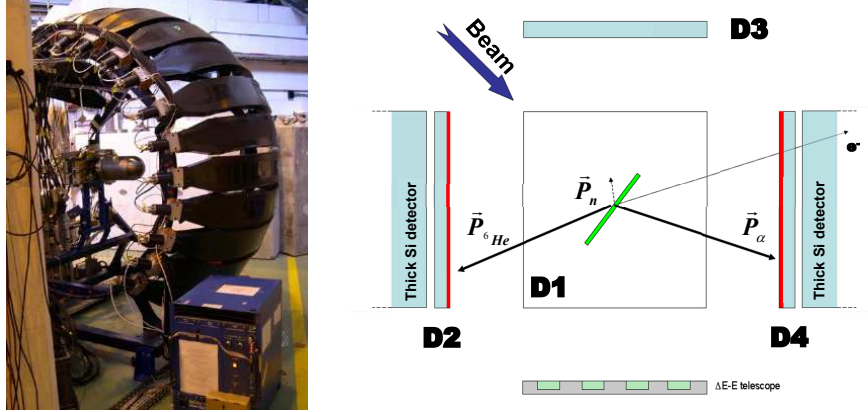 Beam
D3
Thick Si detector
P⃗n
e-
P⃗6He
P⃗α
Thick Si detector
D1
D2
D4
ΔE-E telescope